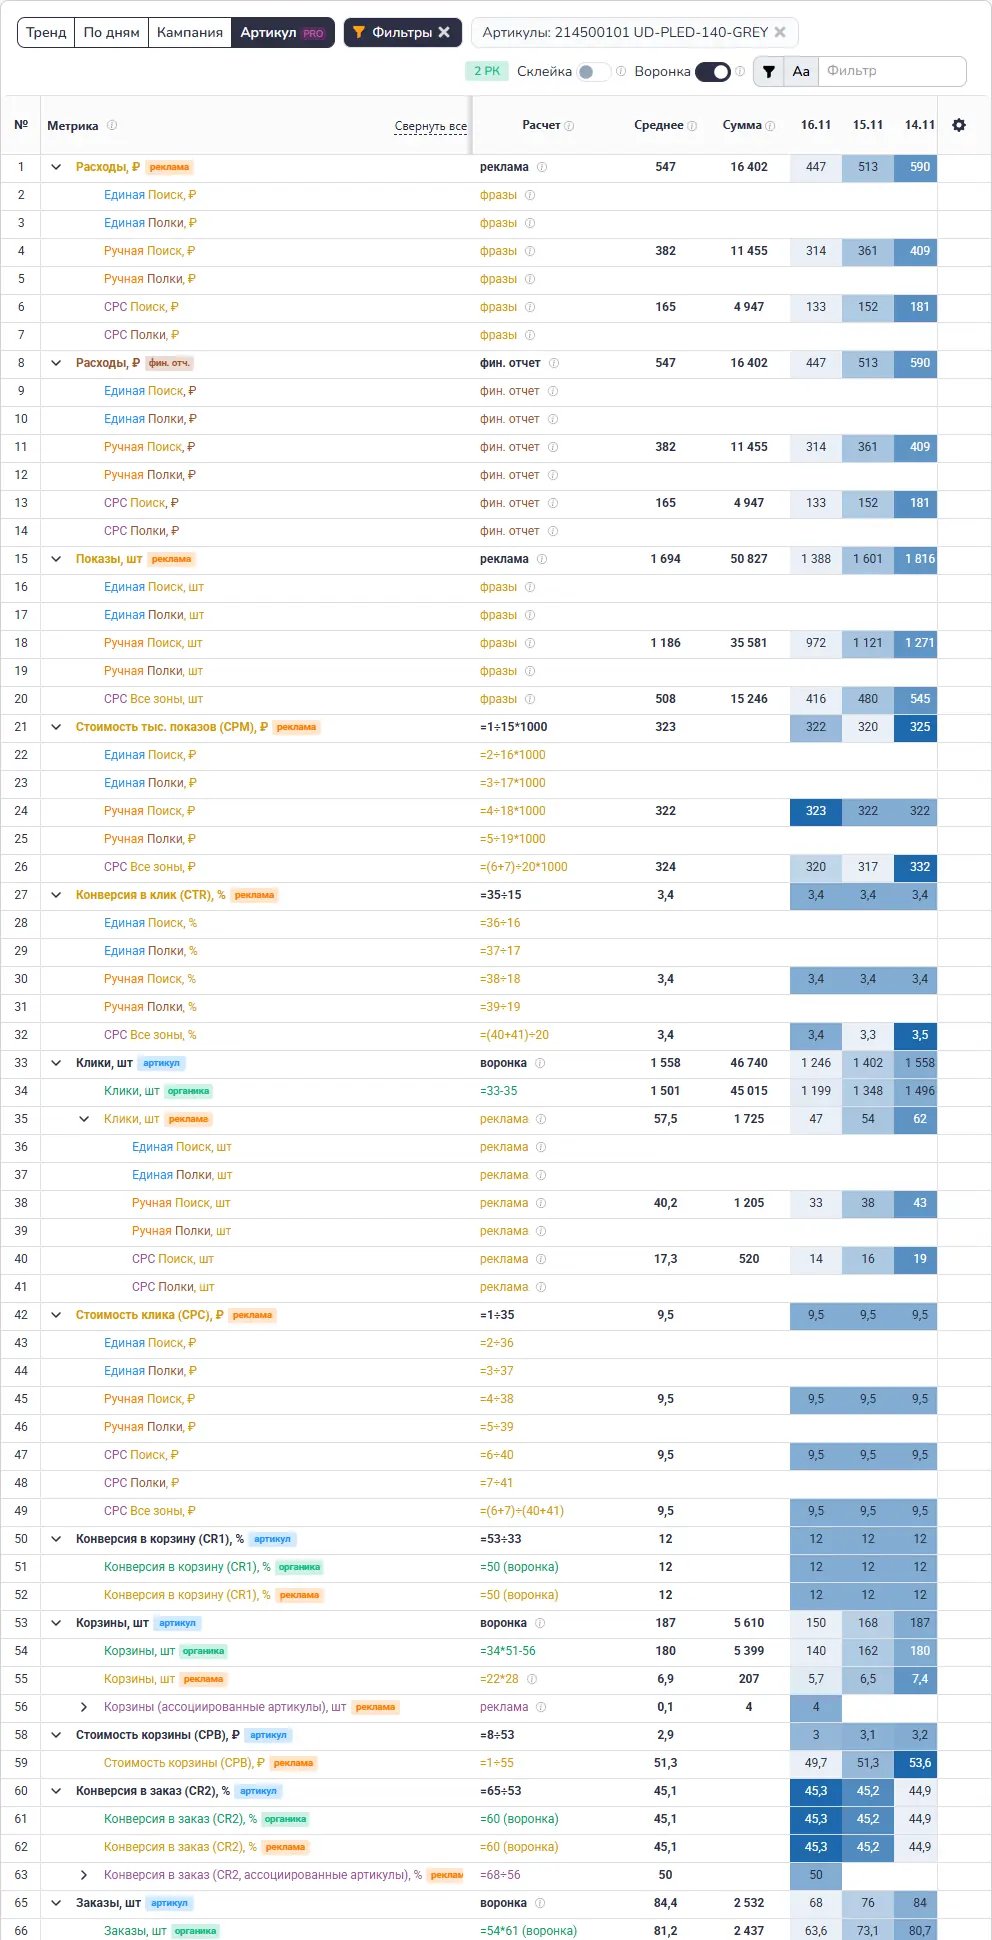 Тренд По дням Кампания Артикул PRO Фильтры Артикулы: 214500101 UD-PLED-140-GREY
2 РК Склейка Воронка Aa Фильтр
№ Метрика Свернуть все Расчет Среднее Сумма 16.11 15.11 14.11
1 Расходы, ₽ реклама реклама 547 16 402 447 513 590
2 Единая Поиск, ₽ фразы
3 Единая Полки, ₽ фразы
4 Ручная Поиск, ₽ фразы 382 11 455 314 361 409
5 Ручная Полки, ₽ фразы
6 CPC Поиск, ₽ фразы 165 4 947 133 152 181
7 CPC Полки, ₽ фразы
8 Расходы, ₽ фин. отч. фин. отчет 547 16 402 447 513 590
9 Единая Поиск, ₽ фин. отчет
10 Единая Полки, ₽ фин. отчет
11 Ручная Поиск, ₽ фин. отчет 382 11 455 314 361 409
12 Ручная Полки, ₽ фин. отчет
13 CPC Поиск, ₽ фин. отчет 165 4 947 133 152 181
14 CPC Полки, ₽ фин. отчет
15 Показы, шт реклама реклама 1 694 50 827 1 388 1 601 1 816
16 Единая Поиск, шт фразы
17 Единая Полки, шт фразы
18 Ручная Поиск, шт фразы 1 186 35 581 972 1 121 1 271
19 Ручная Полки, шт фразы
20 CPC Все зоны, шт фразы 508 15 246 416 480 545
21 Стоимость тыс. показов (CPM), ₽ реклама =1÷15*1000 323 322 320 325
22 Единая Поиск, ₽ =2÷16*1000
23 Единая Полки, ₽ =3÷17*1000
24 Ручная Поиск, ₽ =4÷18*1000 322 323 322 322
25 Ручная Полки, ₽ =5÷19*1000
26 CPC Все зоны, ₽ =(6+7)÷20*1000 324 320 317 332
27 Конверсия в клик (CTR), % реклама =35÷15 3,4 3,4 3,4 3,4
28 Единая Поиск, % =36÷16
29 Единая Полки, % =37÷17
30 Ручная Поиск, % =38÷18 3,4 3,4 3,4 3,4
31 Ручная Полки, % =39÷19
32 CPC Все зоны, % =(40+41)÷20 3,4 3,4 3,3 3,5
33 Клики, шт артикул воронка 1 558 46 740 1 246 1 402 1 558
34 Клики, шт органика =33-35 1 501 45 015 1 199 1 348 1 496
35 Клики, шт реклама реклама 57,5 1 725 47 54 62
36 Единая Поиск, шт реклама
37 Единая Полки, шт реклама
38 Ручная Поиск, шт реклама 40,2 1 205 33 38 43
39 Ручная Полки, шт реклама
40 CPC Поиск, шт реклама 17,3 520 14 16 19
41 CPC Полки, шт реклама
42 Стоимость клика (CPC), ₽ реклама =1÷35 9,5 9,5 9,5 9,5
43 Единая Поиск, ₽ =2÷36
44 Единая Полки, ₽ =3÷37
45 Ручная Поиск, ₽ =4÷38 9,5 9,5 9,5 9,5
46 Ручная Полки, ₽ =5÷39
47 CPC Поиск, ₽ =6÷40 9,5 9,5 9,5 9,5
48 CPC Полки, ₽ =7÷41
49 CPC Все зоны, ₽ =(6+7)÷(40+41) 9,5 9,5 9,5 9,5
50 Конверсия в корзину (CR1), % артикул =53÷33 12 12 12 12
51 Конверсия в корзину (CR1), % органика =50 (воронка) 12 12 12 12
52 Конверсия в корзину (CR1), % реклама =50 (воронка) 12 12 12 12
53 Корзины, шт артикул воронка 187 5 610 150 168 187
54 Корзины, шт органика =34*51-56 180 5 399 140 162 180
55 Корзины, шт реклама =22*28 6,9 207 5,7 6,5 7,4
56 Корзины (ассоциированные артикулы), шт реклама реклама 0,1 4 4
58 Стоимость корзины (CPB), ₽ артикул =8÷53 2,9 3 3,1 3,2
59 Стоимость корзины (CPB), ₽ реклама =1÷55 51,3 49,7 51,3 53,6
60 Конверсия в заказ (CR2), % артикул =65÷53 45,1 45,3 45,2 44,9
61 Конверсия в заказ (CR2), % органика =60 (воронка) 45,1 45,3 45,2 44,9
62 Конверсия в заказ (CR2), % реклама =60 (воронка) 45,1 45,3 45,2 44,9
63 Конверсия в заказ (CR2, ассоциированные артикулы), % реклам =68÷56 50 50
65 Заказы, шт артикул воронка 84,4 2 532 68 76 84
66 Заказы, шт органика =54*61 (воронка) 81,2 2 437 63,6 73,1 80,7